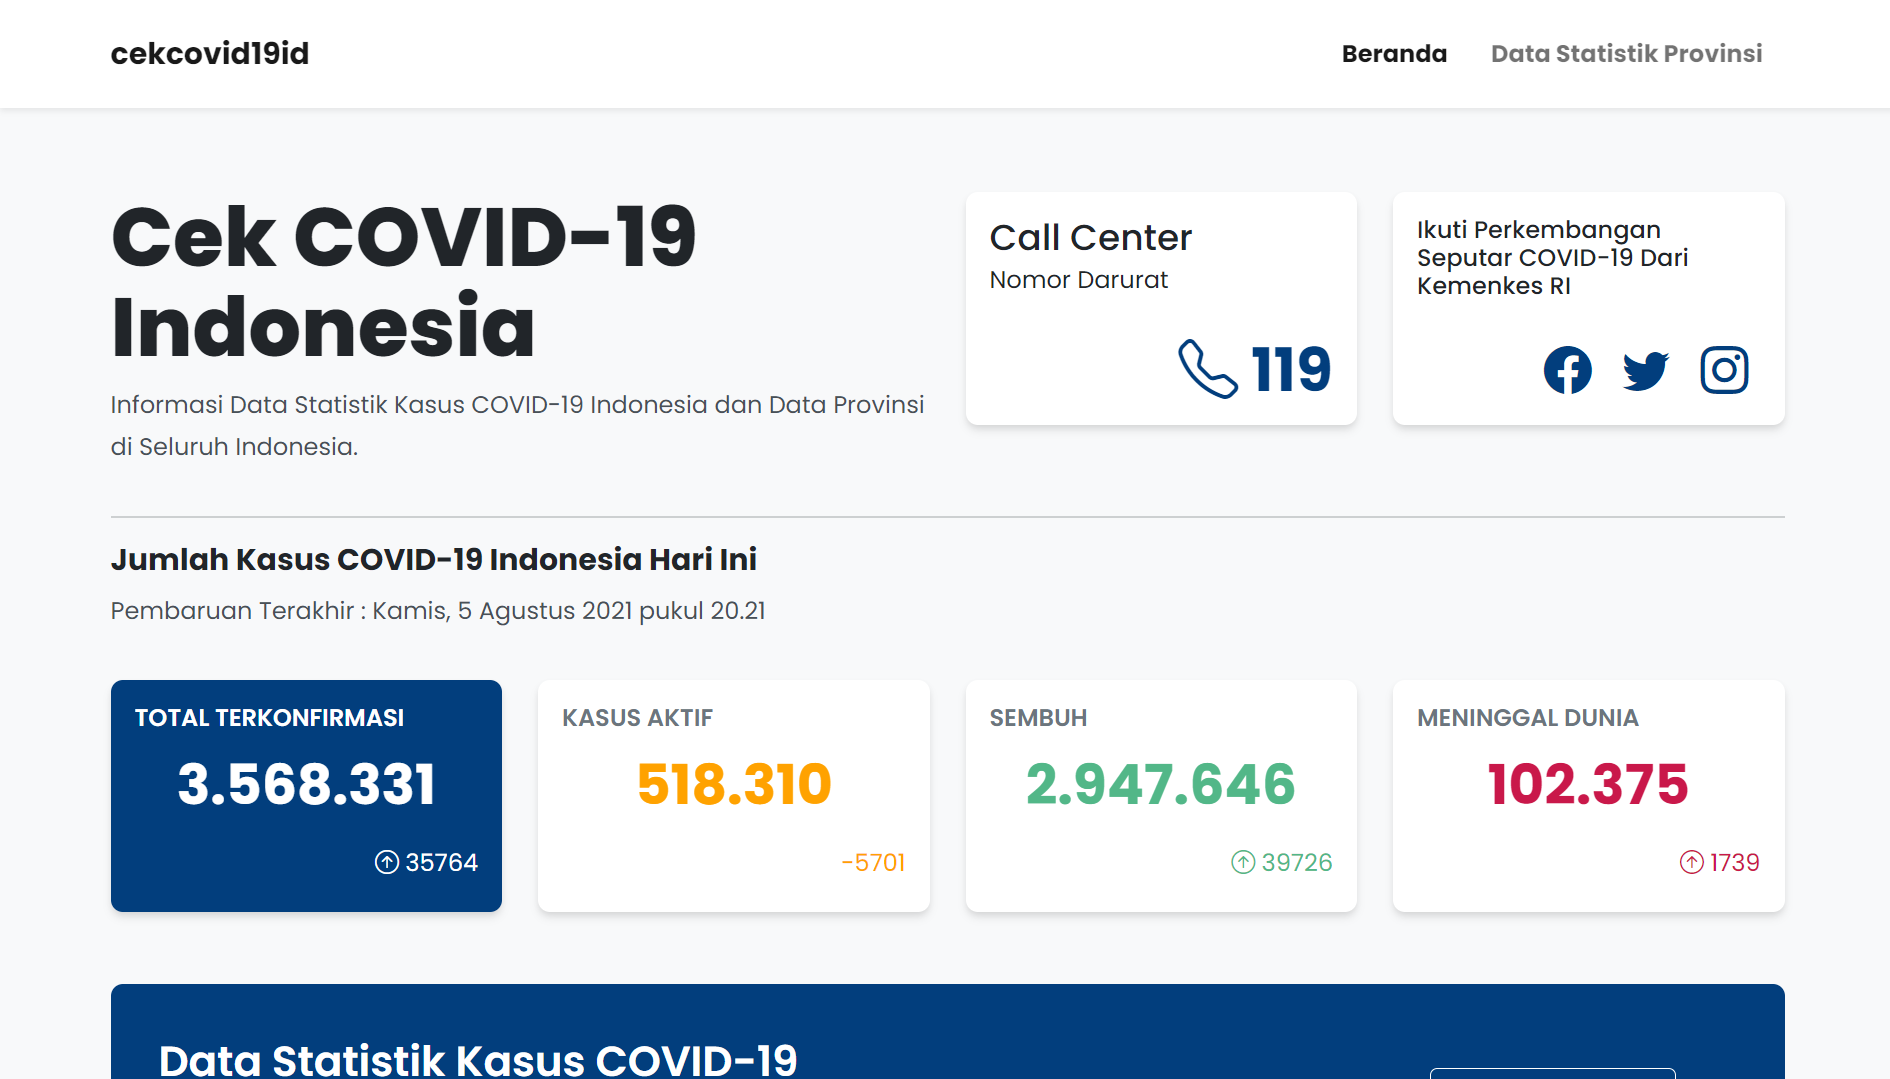 cekcovid19id
Beranda
Data Statistik Provinsi
Cek COVID-19
Indonesia
Informasi Data Statistik Kasus COVID-19 Indonesia dan Data Provinsi
di Seluruh Indonesia.
Call Center
Nomor Darurat
119
Ikuti Perkembangan
Seputar COVID-19 Dari
Kemenkes RI
Jumlah Kasus COVID-19 Indonesia Hari Ini
Pembaruan Terakhir : Kamis, 5 Agustus 2021 pukul 20.21
TOTAL TERKONFIRMASI
3.568.331
35764
KASUS AKTIF
518.310
-5701
SEMBUH
2.947.646
39726
MENINGGAL DUNIA
102.375
1739
Data Statistik Kasus COVID-19